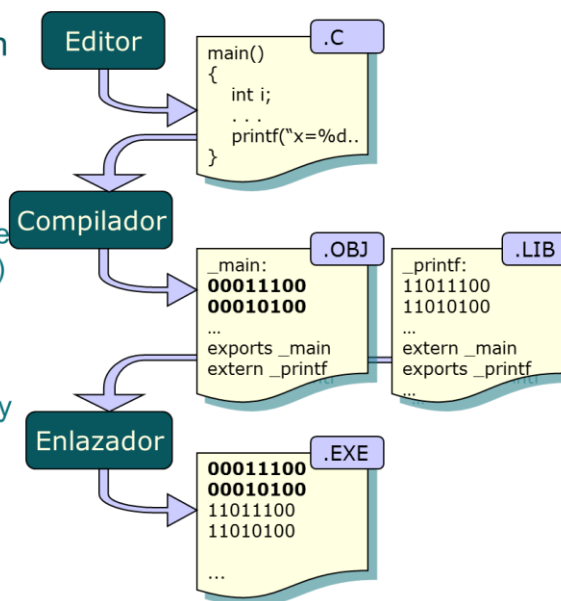 n
Editor
.C
main()
{
int i;
. . .
printf("x=%d..
}
Compilador
e
)
.OBJ
_main:
00011100
00010100
...
exports _main
extern _printf
.LIB
_printf:
11011100
11010100
...
extern _main
exports _printf
...
y
Enlazador
.EXE
00011100
00010100
11011100
11010100
...